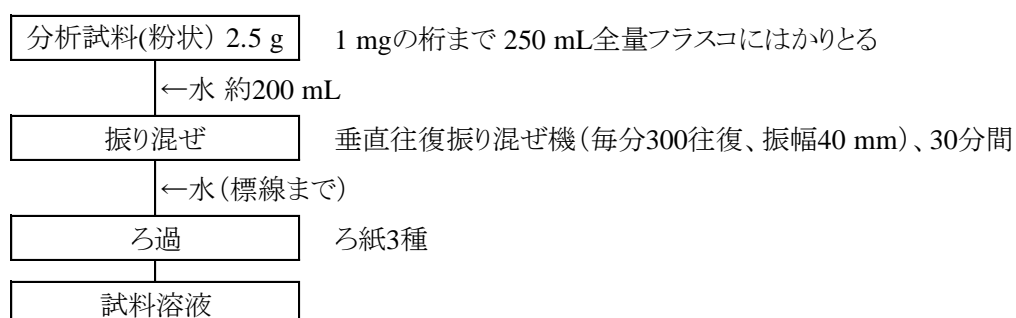 分析試料(粉状) 2.5 g 1 mgの桁まで 250 mL全量フラスコにはかりとる
←水 約200 mL
振り混ぜ 垂直往復振り混ぜ機(毎分300往復、振幅40 mm)、30分間
←水(標線まで)
ろ過 ろ紙3種
試料溶液